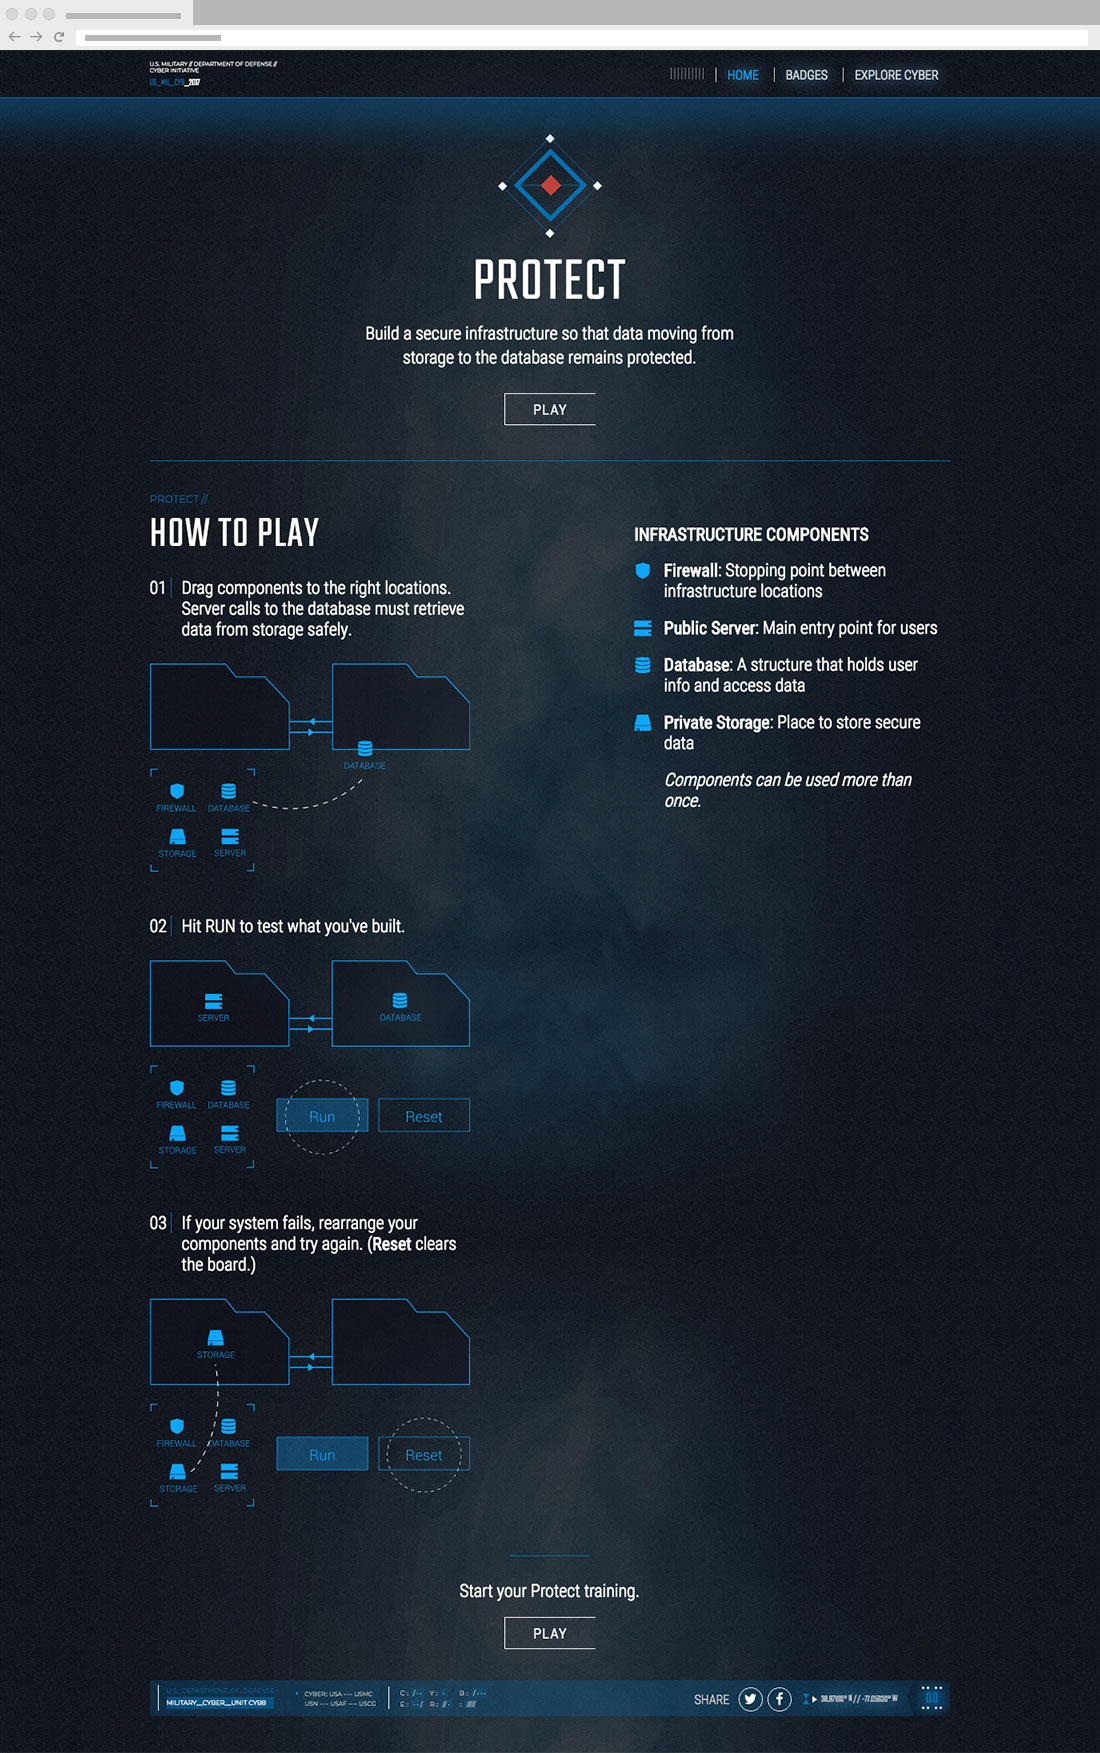 U.S. MILITARY // DEPARTMENT OF DEFENSE //
CYBER INITIATIVE
US_MIL_CYB_2017
HOME
BADGES
EXPLORE CYBER
PROTECT
Build a secure infrastructure so that data moving from
storage to the database remains protected.
PLAY
PROTECT //
HOW TO PLAY
01
Drag components to the right locations.
Server calls to the database must retrieve
data from storage safely.
DATABASE
FIREWALL
DATABASE
STORAGE
SERVER
02
Hit RUN to test what you've built.
SERVER
DATABASE
FIREWALL
DATABASE
STORAGE
SERVER
Run
Reset
03
If your system fails, rearrange your
components and try again. (Reset clears
the board.)
STORAGE
FIREWALL
DATABASE
STORAGE
SERVER
Run
Reset
INFRASTRUCTURE COMPONENTS
Firewall: Stopping point between
infrastructure locations
Public Server: Main entry point for users
Database: A structure that holds user
info and access data
Private Storage: Place to store secure
data
Components can be used more than
once.
Start your Protect training.
PLAY
U.S._DEPARTMENT_OF_DEFENSE
MILITARY__CYBER__UNIT CYB8
CYBER: USA ---- USMC
USN ---- USAF ---- USCG
SHARE